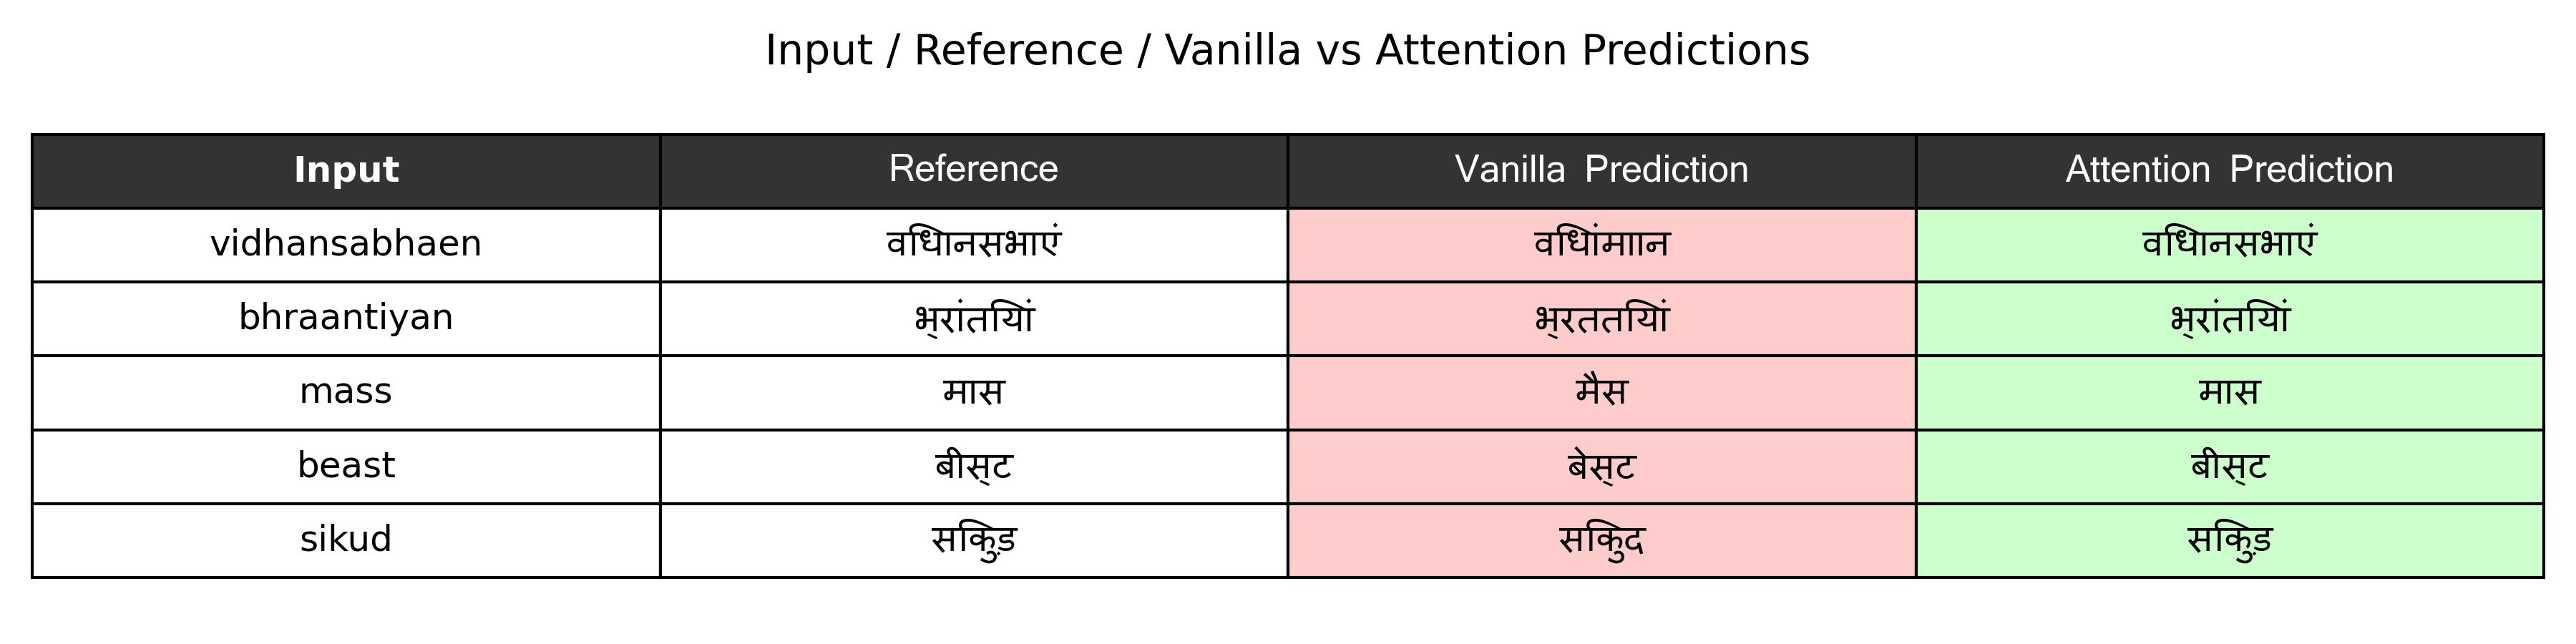 Input / Reference / Vanilla vs Attention Predictions
Input Reference Vanilla Prediction Attention Prediction
vidhansabhaen विधानसभाएं विधांमाान विधानसभाएं
bhraantiyan भ्रांतियां भ्रततियां भ्रांतियां
mass मास मैस मास
beast बीस्ट बेस्ट बीस्ट
sikud सिकुड़ सिकुद सिकुड़